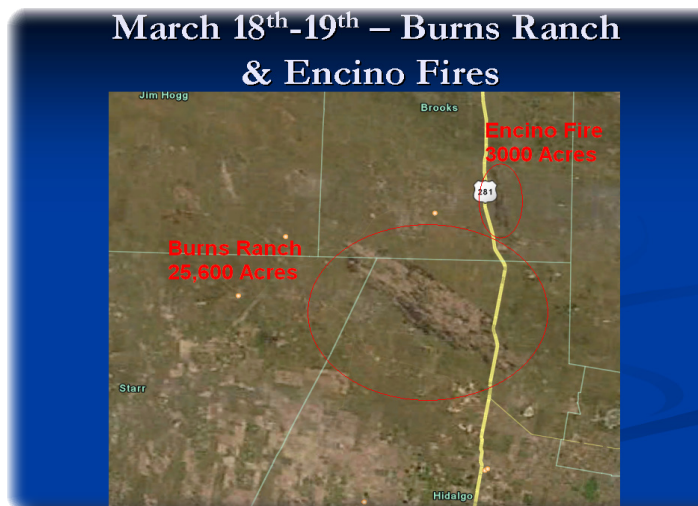 March 18th-19th – Burns Ranch
& Encino Fires
Jim Hogg
Brooks
Encino Fire
3000 Acres
281
Burns Ranch
25,600 Acres
Starr
Hidalgo